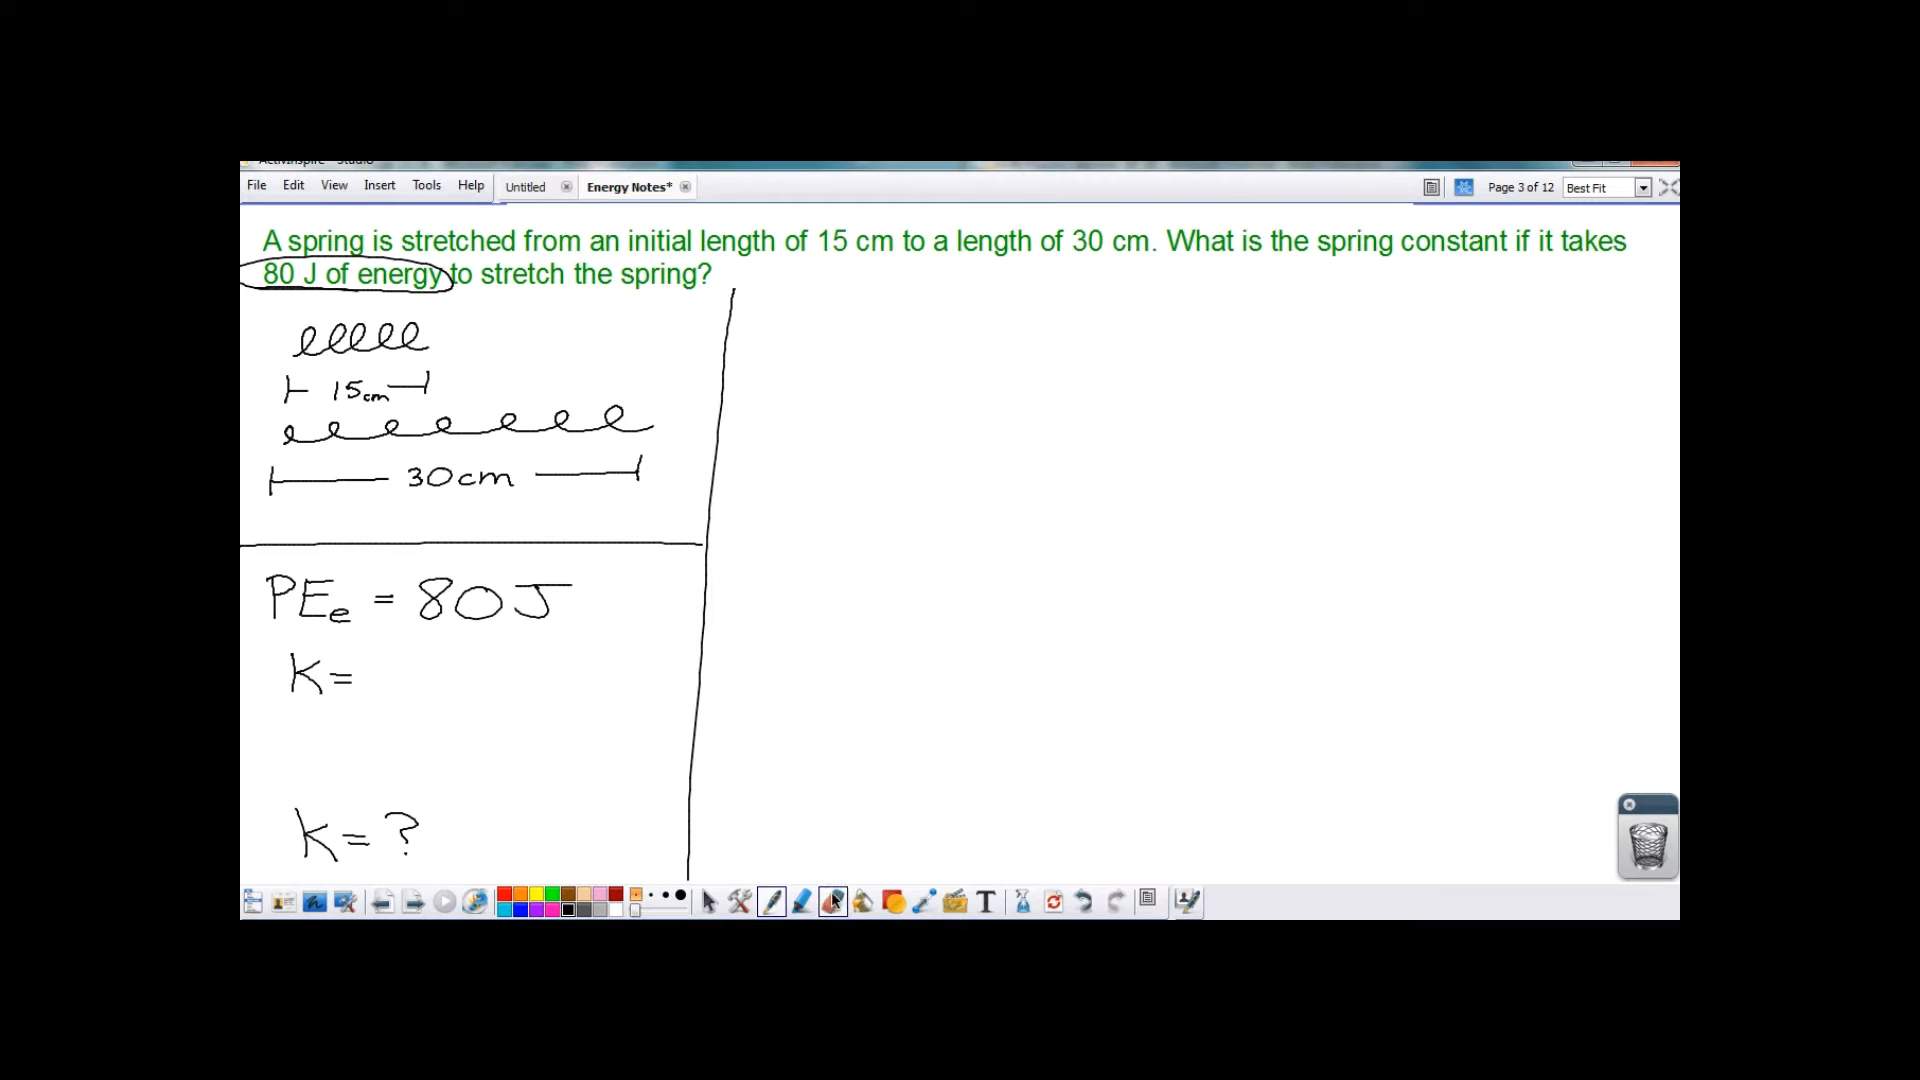 ActivInspire - Studio
File Edit View Insert Tools Help Untitled Energy Notes* Page 3 of 12 Best Fit
A spring is stretched from an initial length of 15 cm to a length of 30 cm. What is the spring constant if it takes
80 J of energy to stretch the spring?
15cm
30cm
PEe = 80J
K=
K= ?
T